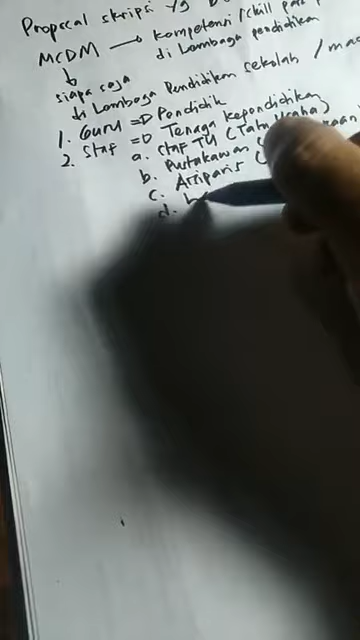 Proposal skripsi yg
MCDM → kompetensi / skill
di Lembaga pendidikan
↓
siapa saja
di Lembaga Pendidikan sekolah /
1. Guru => Pendidik
2. Staf => Tenaga Kependidikan
a. Staf TU (Tata Usaha)
b. Pustakawan (
c. Arsiparis (
d.